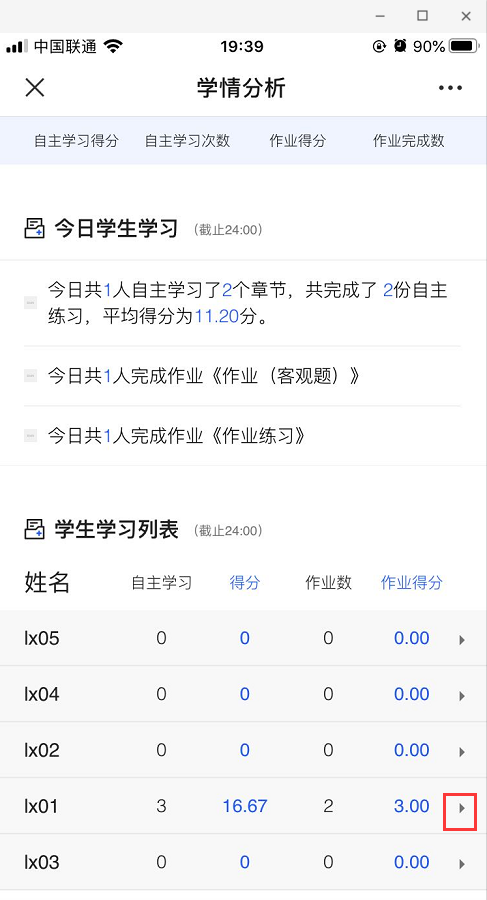 中国联通 19:39 90%
学情分析
自主学习得分 自主学习次数 作业得分 作业完成数
今日学生学习 （截止24:00）
今日共1人自主学习了2个章节，共完成了 2份自主
练习，平均得分为11.20分。
今日共1人完成作业《作业（客观题）》
今日共1人完成作业《作业练习》
学生学习列表 （截止24:00）
姓名 自主学习 得分 作业数 作业得分
lx05 0 0 0 0.00
lx04 0 0 0 0.00
lx02 0 0 0 0.00
lx01 3 16.67 2 3.00
lx03 0 0 0 0.00